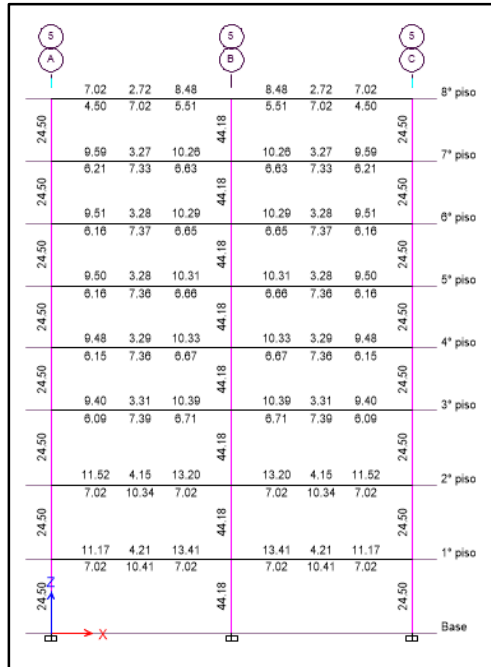 5 5 5
A B C
7.02 2.72 8.48 8.48 2.72 7.02 8° piso
4.50 7.02 5.51 5.51 7.02 4.50
24.50 44.18 24.50
9.59 3.27 10.26 10.26 3.27 9.59 7° piso
6.21 7.33 6.63 6.63 7.33 6.21
24.50 44.18 24.50
9.51 3.28 10.29 10.29 3.28 9.51 6° piso
6.16 7.37 6.65 6.65 7.37 6.16
24.50 44.18 24.50
9.50 3.28 10.31 10.31 3.28 9.50 5° piso
6.16 7.36 6.66 6.66 7.36 6.16
24.50 44.18 24.50
9.48 3.29 10.33 10.33 3.29 9.48 4° piso
6.15 7.36 6.67 6.67 7.36 6.15
24.50 44.18 24.50
9.40 3.31 10.39 10.39 3.31 9.40 3° piso
6.09 7.39 6.71 6.71 7.39 6.09
24.50 44.18 24.50
11.52 4.15 13.20 13.20 4.15 11.52 2° piso
7.02 10.34 7.02 7.02 10.34 7.02
24.50 44.18 24.50
11.17 4.21 13.41 13.41 4.21 11.17 1° piso
7.02 10.41 7.02 7.02 10.41 7.02
24.50 44.18 24.50
Z
X
Base